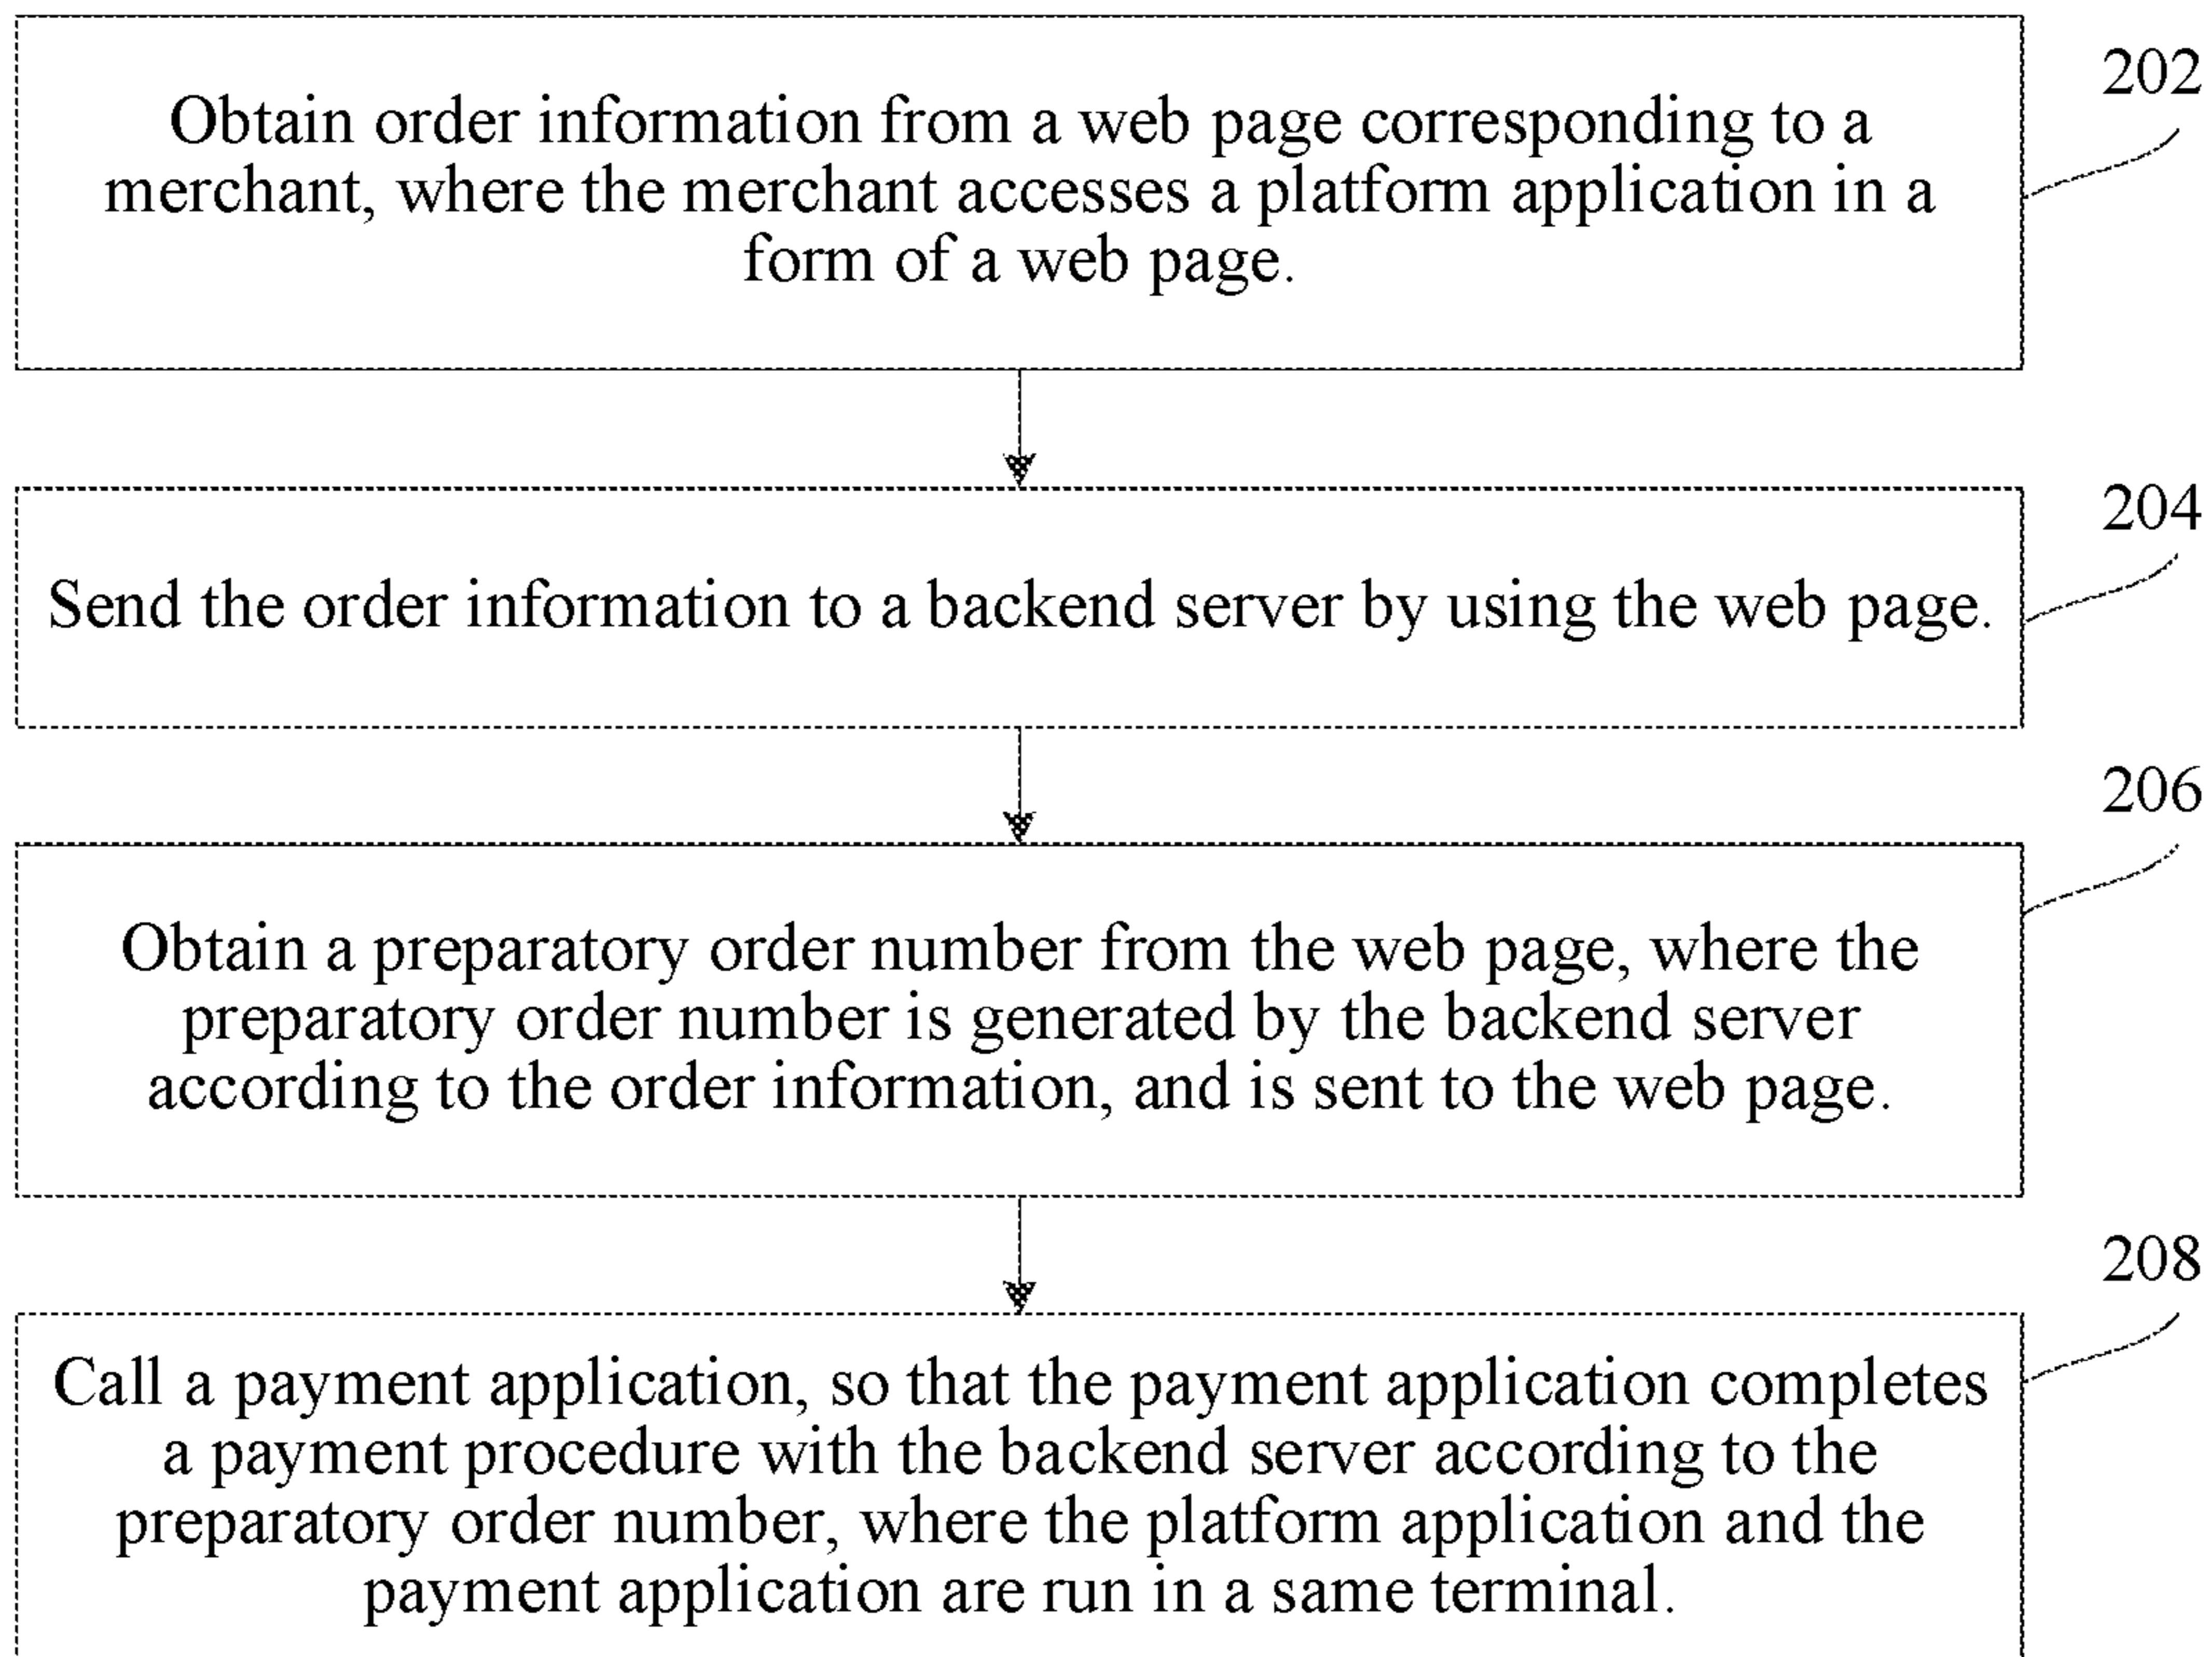 202
Obtain order information from a web page corresponding to a
merchant, where the merchant accesses a platform application in a
form of a web page.
204
Send the order information to a backend server by using the web page.
206
Obtain a preparatory order number from the web page, where the
preparatory order number is generated by the backend server
according to the order information, and is sent to the web page.
208
Call a payment application, so that the payment application completes
a payment procedure with the backend server according to the
preparatory order number, where the platform application and the
payment application are run in a same terminal.